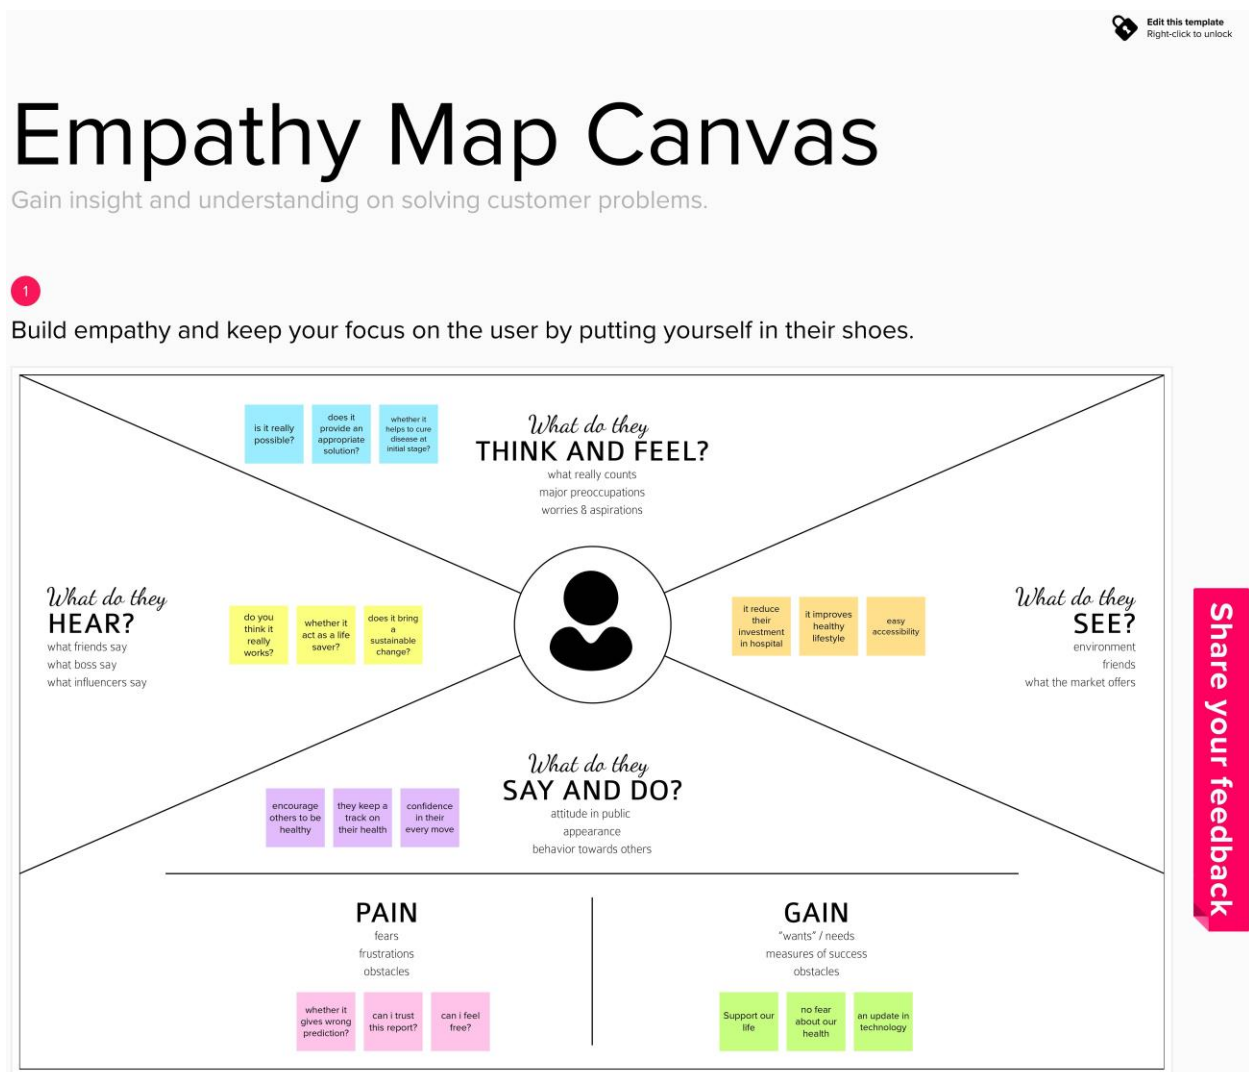 Edit this template
Right-click to unlock
Empathy Map Canvas
Gain insight and understanding on solving customer problems.
1
Build empathy and keep your focus on the user by putting yourself in their shoes.
is it really
possible?
does it
provide an
appropriate
solution?
whether it
helps to cure
disease at
initial stage?
What do they
THINK AND FEEL?
what really counts
major preoccupations
worries & aspirations
What do they
HEAR?
what friends say
what boss say
what influencers say
do you
think it
really
works?
whether it
act as a life
saver?
does it bring
a
sustainable
change?
it reduce
their
investment
in hospital
it improves
healthy
lifestyle
easy
accessibility
What do they
SEE?
environment
friends
what the market offers
Share your feedback
What do they
SAY AND DO?
attitude in public
appearance
behavior towards others
encourage
others to be
healthy
they keep a
track on
their health
confidence
in their
every move
PAIN
fears
frustrations
obstacles
whether it
gives wrong
prediction?
can i trust
this report?
can i feel
free?
GAIN
"wants" / needs
measures of success
obstacles
Support our
life
no fear
about our
health
an update in
technology